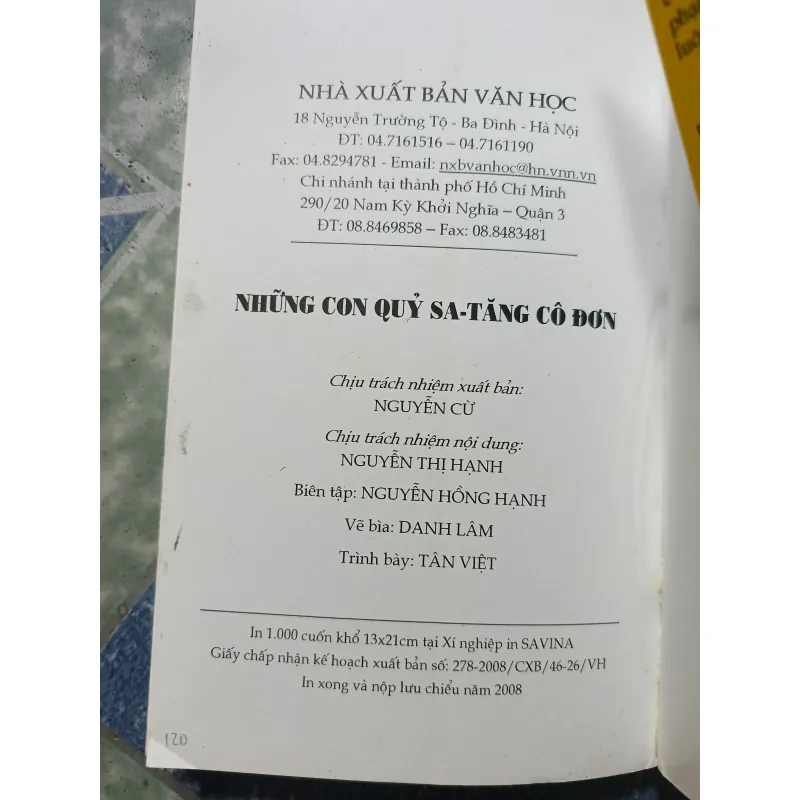 NHÀ XUẤT BẢN VĂN HỌC
18 Nguyễn Trường Tộ - Ba Đình - Hà Nội
ĐT: 04.7161516 – 04.7161190
Fax: 04.8294781 - Email: nxbvanhoc@hn.vnn.vn
Chi nhánh tại thành phố Hồ Chí Minh
290/20 Nam Kỳ Khởi Nghĩa – Quận 3
ĐT: 08.8469858 – Fax: 08.8483481
NHỮNG CON QUỶ SA-TĂNG CÔ ĐƠN
Chịu trách nhiệm xuất bản:
NGUYỄN CỪ
Chịu trách nhiệm nội dung:
NGUYỄN THỊ HẠNH
Biên tập: NGUYỄN HỒNG HẠNH
Vẽ bìa: DANH LÂM
Trình bày: TÂN VIỆT
In 1.000 cuốn khổ 13x21cm tại Xí nghiệp in SAVINA
Giấy chấp nhận kế hoạch xuất bản số: 278-2008/CXB/46-26/VH
In xong và nộp lưu chiểu năm 2008
120